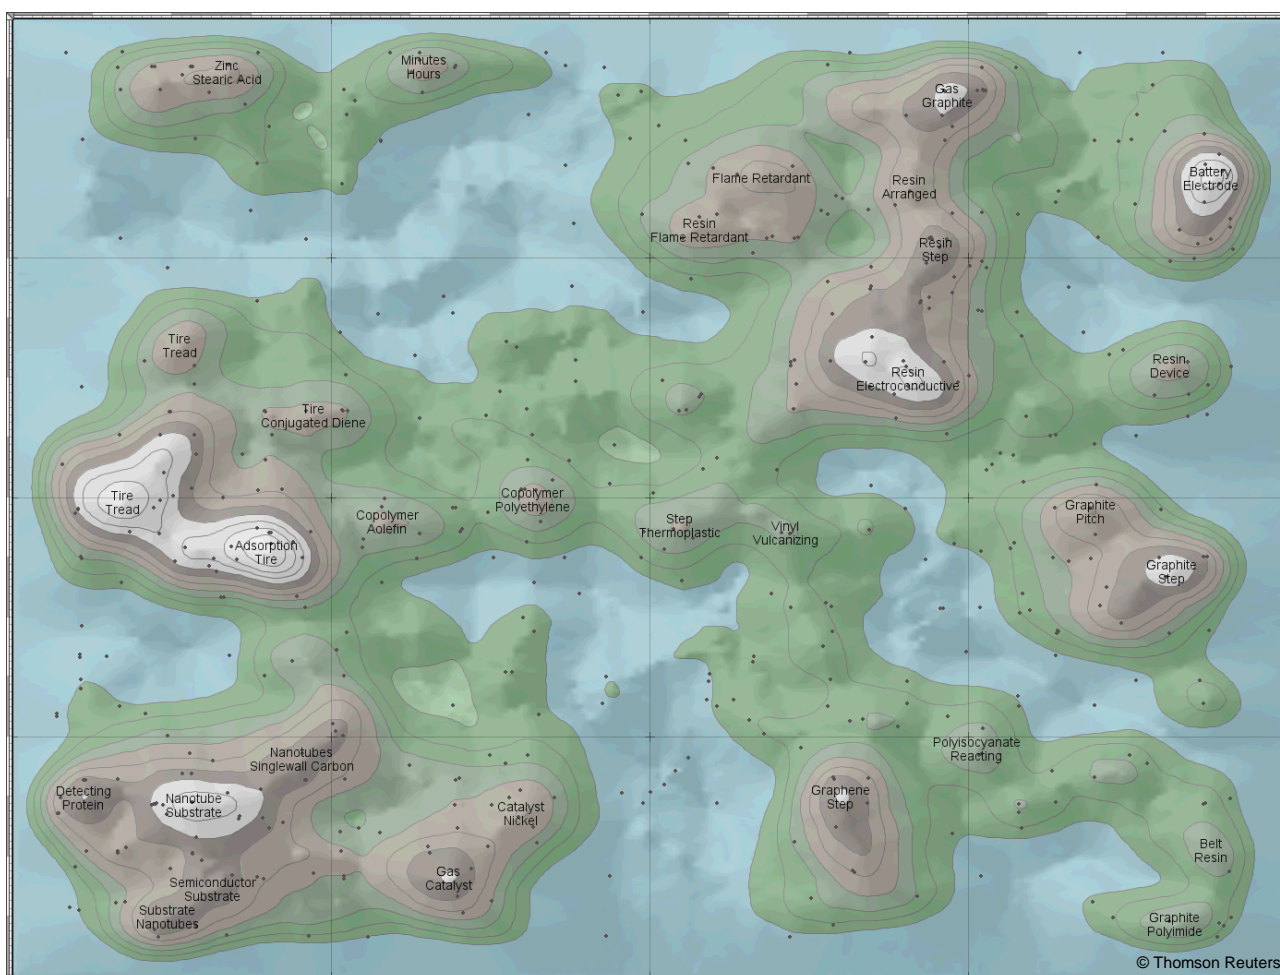 Zinc
Stearic Acid
Minutes
Hours
Gas
Graphite
Flame Retardant
Resin
Arranged
Battery
Electrode
Resin
Flame Retardant
Resin
Step
Tire
Tread
Resin
Device
Resin
Electroconductive
Tire
Conjugated Diene
Tire
Tread
Copolymer
Polyethylene
Copolymer
Aolefin
Step
Thermoplastic
Vinyl
Vulcanizing
Graphite
Pitch
Adsorption
Tire
Graphite
Step
Nanotubes
Singlewall Carbon
Polyisocyanate
Reacting
Detecting
Protein
Nanotube
Substrate
Catalyst
Nickel
Graphene
Step
Belt
Resin
Gas
Catalyst
Semiconductor
Substrate
Substrate
Nanotubes
Graphite
Polyimide
© Thomson Reuters